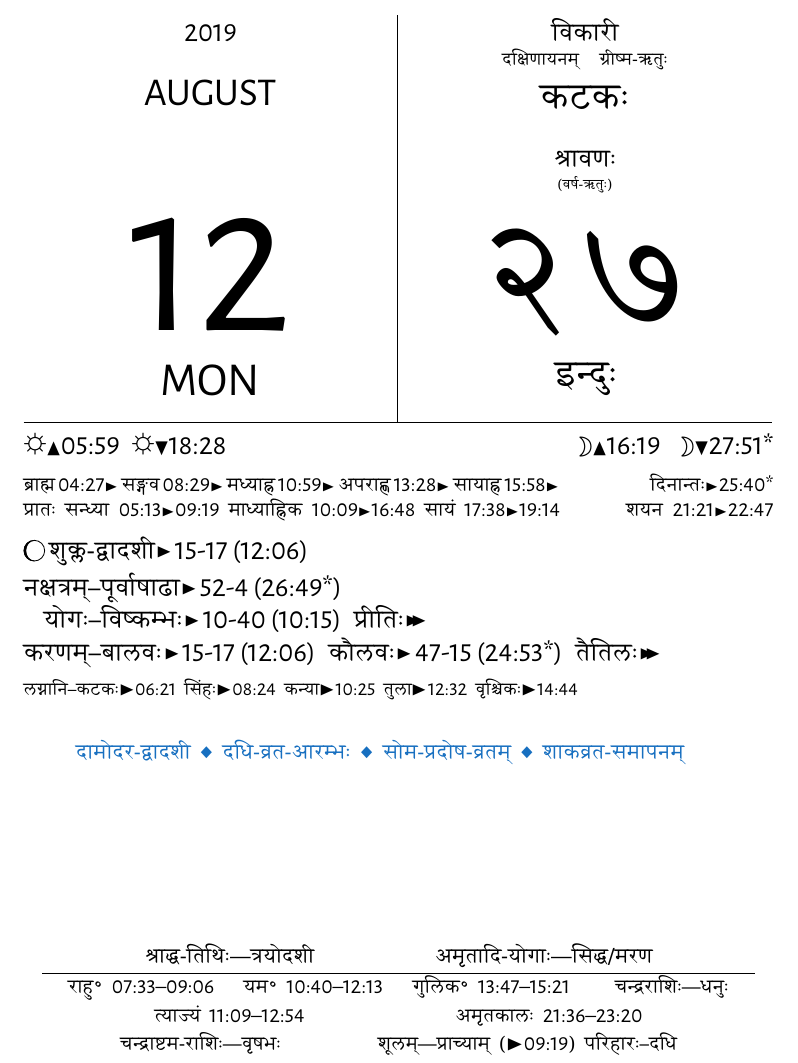 2019
AUGUST
12
MON
विकारी
दक्षिणायनम् ग्रीष्म-ऋतुः
कटकः
श्रावणः
(वर्ष-ऋतुः)
२७
इन्दुः
☼▲05:59 ☼▼18:28 ☽▲16:19 ☽▼27:51*
ब्राह्म 04:27► सङ्गव 08:29► मध्याह्न 10:59► अपराह्ण 13:28► सायाह्न 15:58► दिनान्तः►25:40*
प्रातः सन्ध्या 05:13►09:19 माध्याह्निक 10:09►16:48 सायं 17:38►19:14 शयन 21:21►22:47
शुक्ल-द्वादशी►15-17 (12:06)
नक्षत्रम्–पूर्वाषाढा►52-4 (26:49*)
योगः–विष्कम्भः►10-40 (10:15) प्रीतिः►►
करणम्–बालवः►15-17 (12:06) कौलवः►47-15 (24:53*) तैतिलः►►
लग्नानि–कटकः►06:21 सिंहः►08:24 कन्या►10:25 तुला►12:32 वृश्चिकः►14:44
दामोदर-द्वादशी ◆ दधि-व्रत-आरम्भः ◆ सोम-प्रदोष-व्रतम् ◆ शाकव्रत-समापनम्
श्राद्ध-तिथिः—त्रयोदशी अमृतादि-योगाः—सिद्ध/मरण
राहु° 07:33–09:06 यम° 10:40–12:13 गुलिक° 13:47–15:21 चन्द्रराशिः—धनुः
त्याज्यं 11:09–12:54 अमृतकालः 21:36–23:20
चन्द्राष्टम-राशिः—वृषभः शूलम्—प्राच्याम् (►09:19) परिहारः–दधि